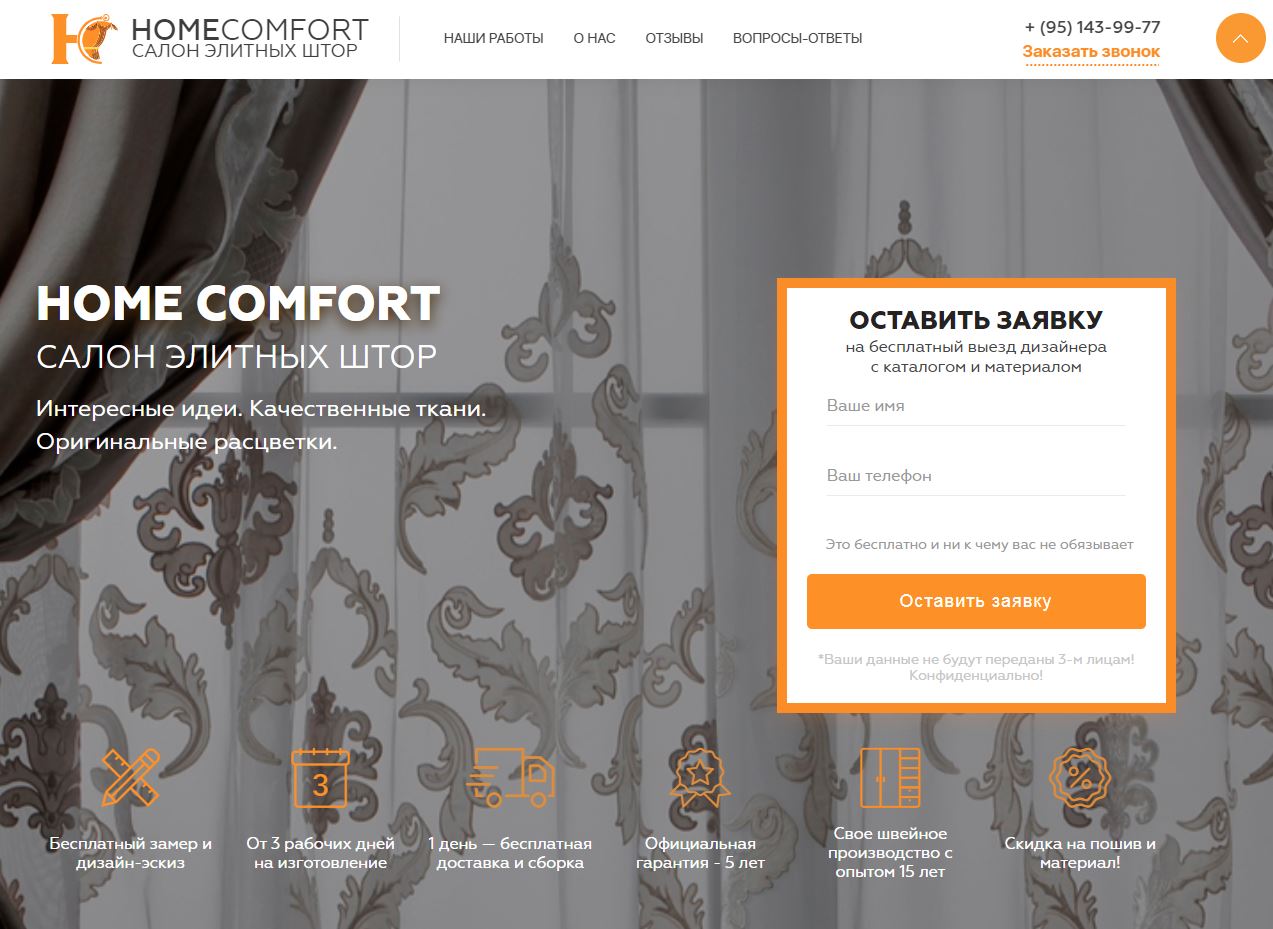 HOMECOMFORT
САЛОН ЭЛИТНЫХ ШТОР
НАШИ РАБОТЫ
О НАС
ОТЗЫВЫ
ВОПРОСЫ-ОТВЕТЫ
+ (95) 143-99-77
Заказать звонок
HOME COMFORT
САЛОН ЭЛИТНЫХ ШТОР
Интересные идеи. Качественные ткани.
Оригинальные расцветки.
ОСТАВИТЬ ЗАЯВКУ
на бесплатный выезд дизайнера
с каталогом и материалом
Ваше имя
Ваш телефон
Это бесплатно и ни к чему вас не обязывает
Оставить заявку
*Ваши данные не будут переданы 3-м лицам!
Конфиденциально!
Бесплатный замер и
дизайн-эскиз
3
От 3 рабочих дней
на изготовление
1 день — бесплатная
доставка и сборка
Официальная
гарантия - 5 лет
Свое швейное
производство с
опытом 15 лет
%
Скидка на пошив и
материал!